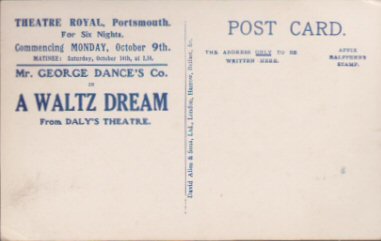 THEATRE ROYAL, Portsmouth.
For Six Nights.
Commencing MONDAY, October 9th.
MATINEE: Saturday, October 14th, at 2.30.
Mr. GEORGE DANCE'S Co.
IN
A WALTZ DREAM
From DALY'S THEATRE.
David Allen & Sons, Ltd., London, Harrow, Belfast, &c.
POST CARD.
THE ADDRESS ONLY TO BE
WRITTEN HERE.
AFFIX
HALFPENNY
STAMP.